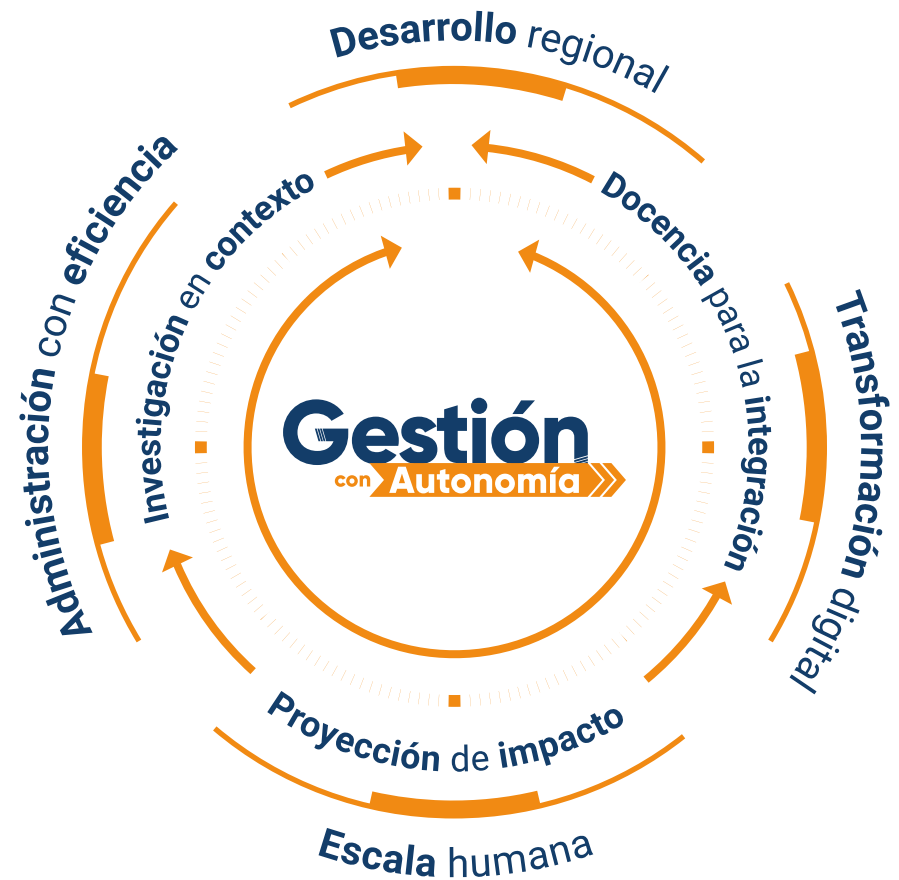 Desarrollo regional
Administración con eficiencia
Investigación en contexto
Docencia para la integración
Transformación digital
Gestión
con Autonomía
Proyección de impacto
Escala humana